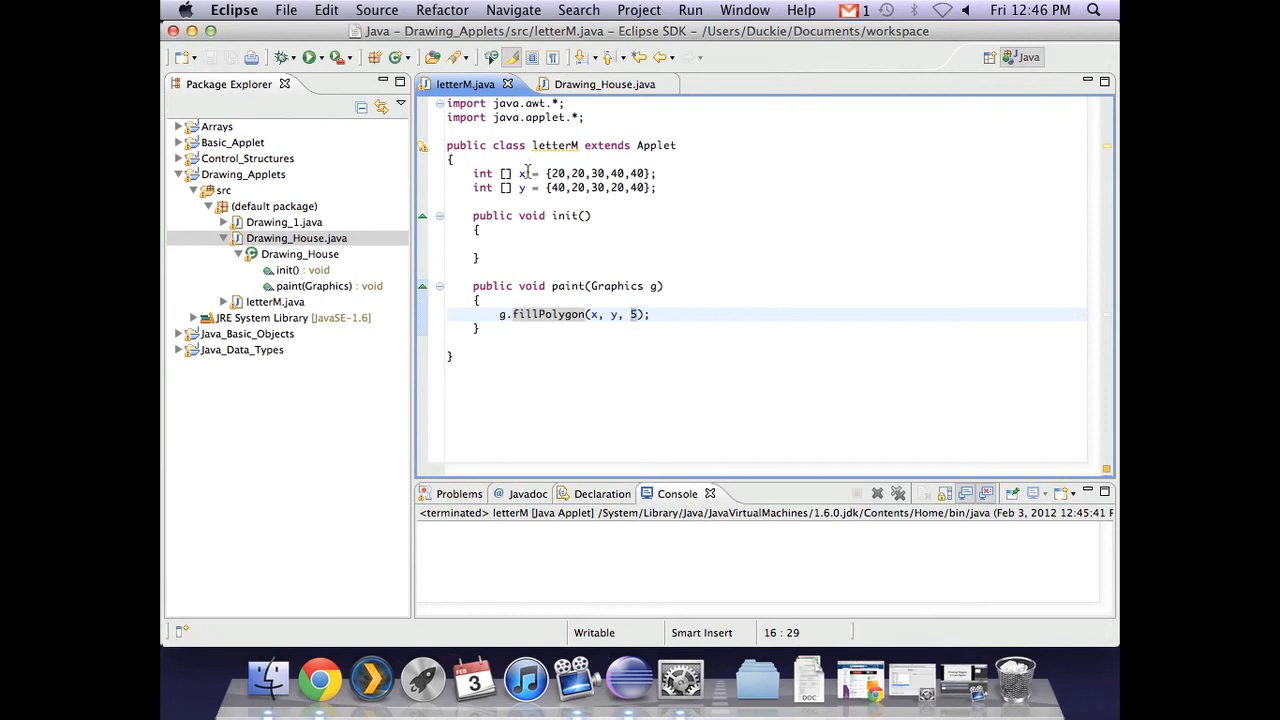 Eclipse File Edit Source Refactor Navigate Search Project Run Window Help 1 Fri 12:46 PM
Java – Drawing_Applets/src/letterM.java – Eclipse SDK – /Users/Duckie/Documents/workspace
Java
Package Explorer
letterM.java
Drawing_House.java
Arrays
Basic_Applet
Control_Structures
Drawing_Applets
src
(default package)
Drawing_1.java
Drawing_House.java
Drawing_House
init() : void
paint(Graphics) : void
letterM.java
JRE System Library [JavaSE-1.6]
Java_Basic_Objects
Java_Data_Types
import java.awt.*;
import java.applet.*;
public class letterM extends Applet
{
int [] x = {20,20,30,40,40};
int [] y = {40,20,30,20,40};
public void init()
{
}
public void paint(Graphics g)
{
g.fillPolygon(x, y, 5);
}
}
Problems @ Javadoc Declaration Console
<terminated> letterM [Java Applet] /System/Library/Java/JavaVirtualMachines/1.6.0.jdk/Contents/Home/bin/java (Feb 3, 2012 12:45:41 P
Writable Smart Insert 16 : 29
FEB
3
DOC